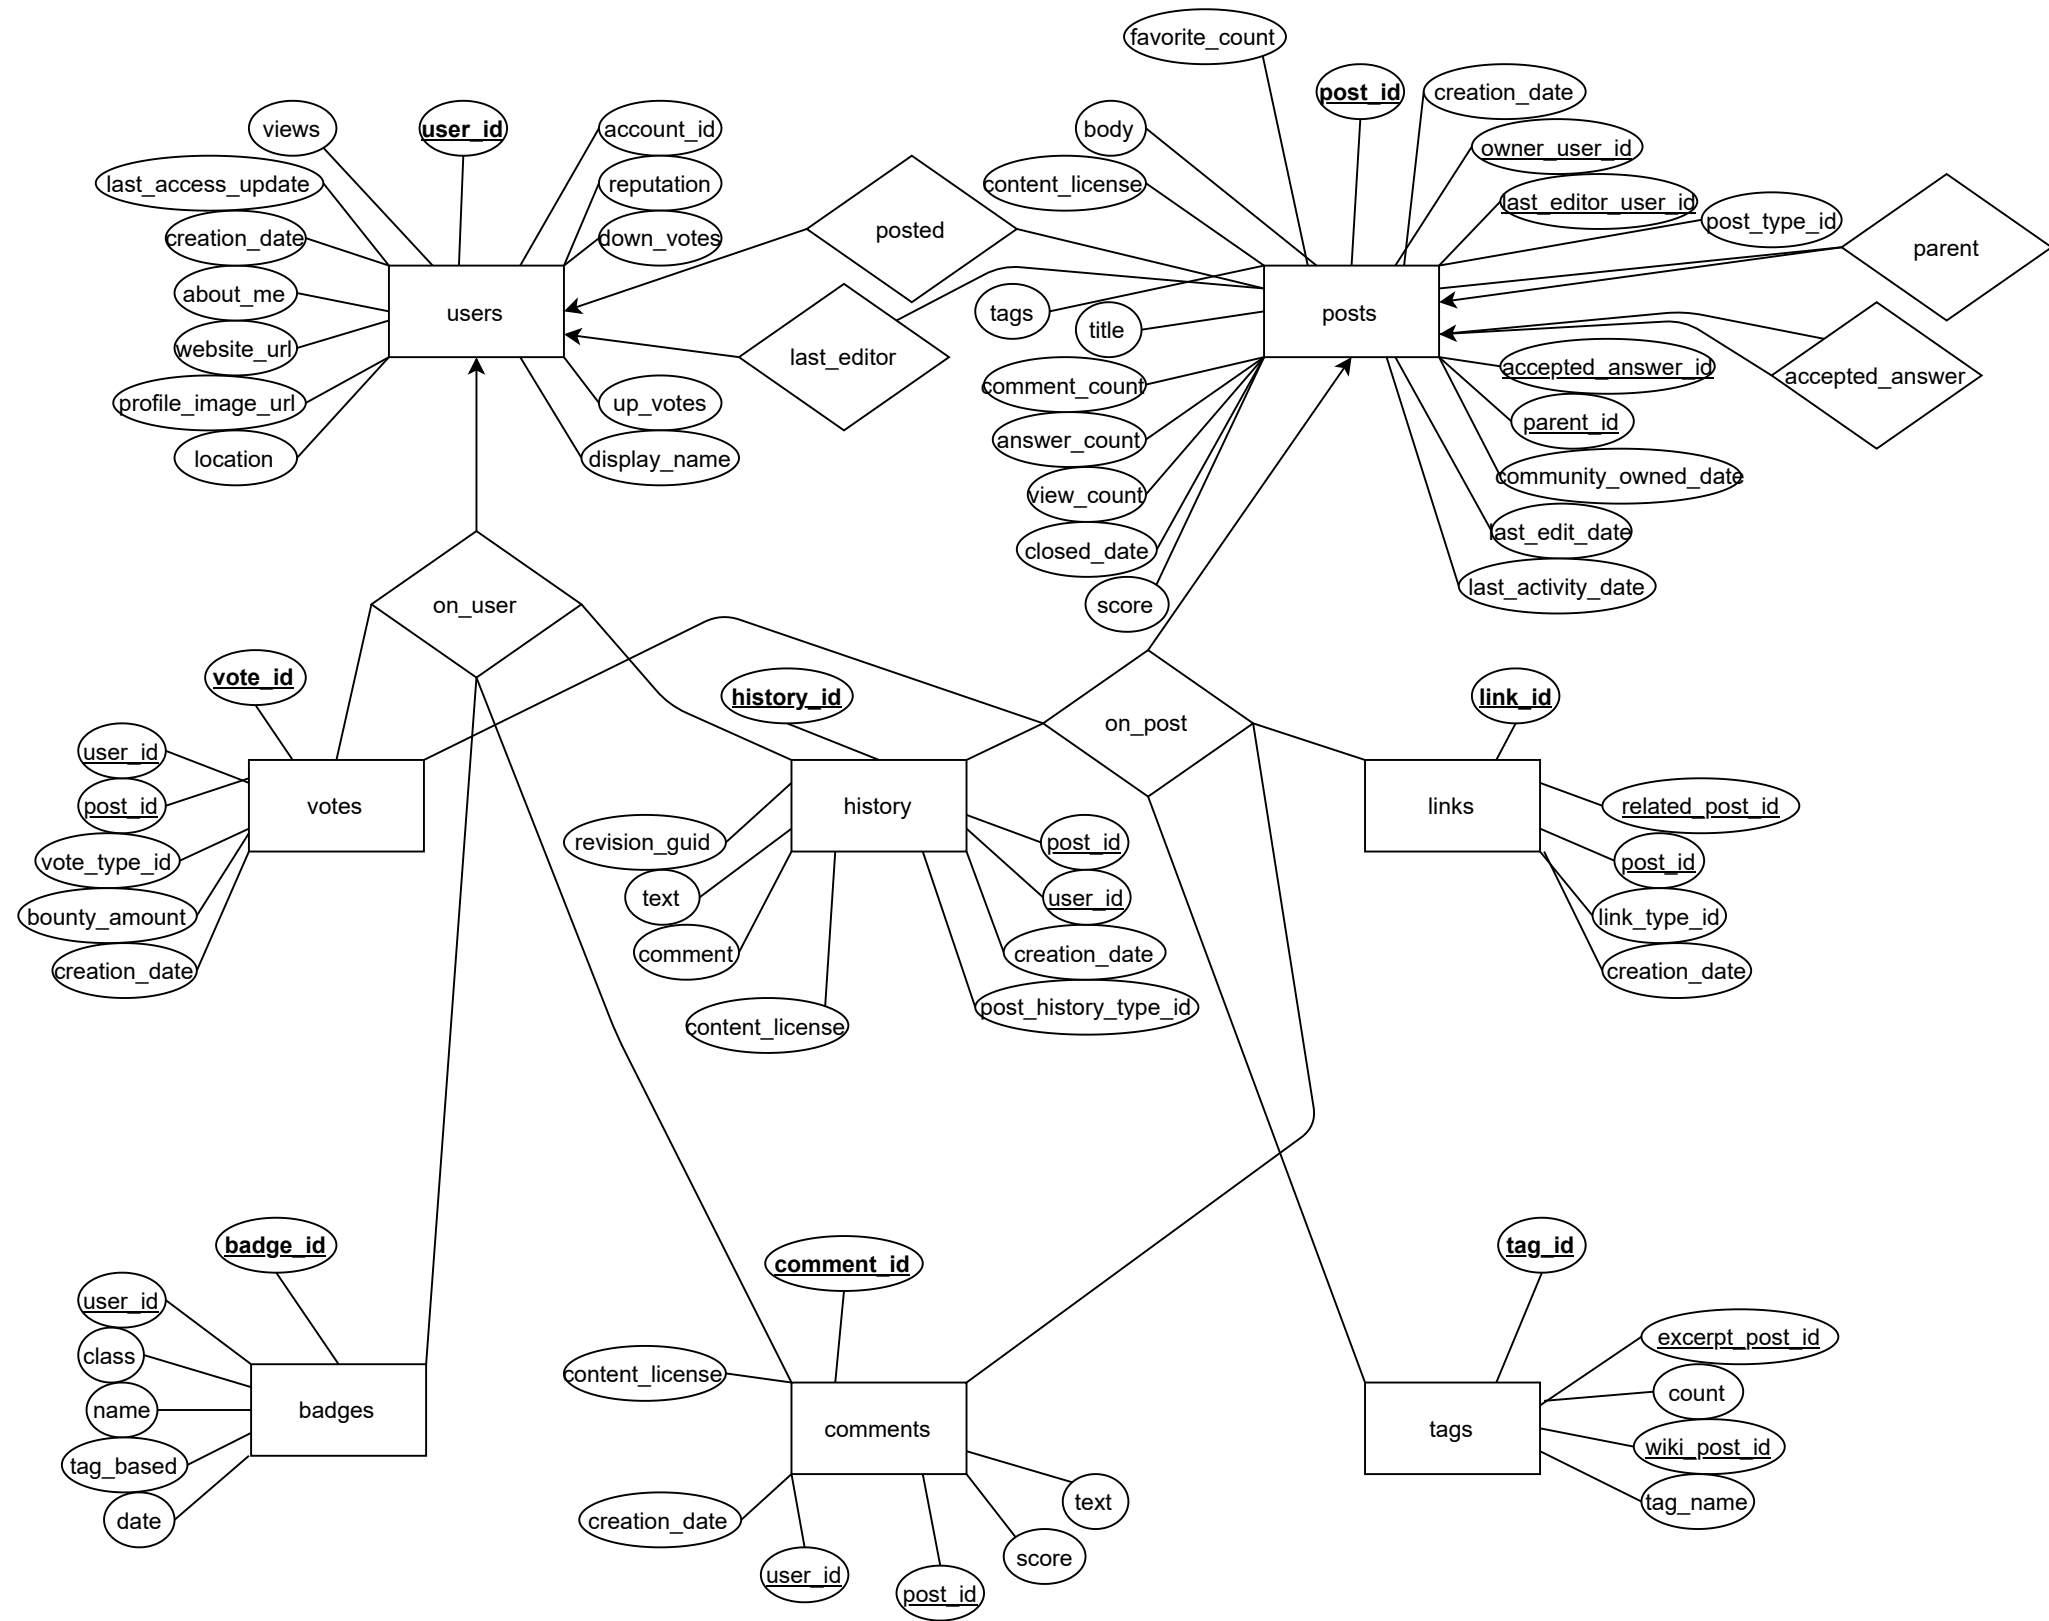 favorite_count
post_id
creation_date
views
user_id
account_id
body
owner_user_id
last_access_update
reputation
content_license
last_editor_user_id
post_type_id
creation_date
down_votes
posted
parent
about_me
users
tags
title
posts
website_url
last_editor
comment_count
accepted_answer_id
accepted_answer
profile_image_url
up_votes
answer_count
parent_id
location
display_name
view_count
community_owned_date
closed_date
last_edit_date
score
last_activity_date
on_user
vote_id
history_id
link_id
on_post
user_id
post_id
votes
history
links
related_post_id
vote_type_id
revision_guid
post_id
post_id
bounty_amount
text
user_id
link_type_id
creation_date
comment
creation_date
creation_date
content_license
post_history_type_id
badge_id
comment_id
tag_id
user_id
excerpt_post_id
class
content_license
count
name
badges
comments
tags
wiki_post_id
tag_based
text
tag_name
date
creation_date
score
user_id
post_id